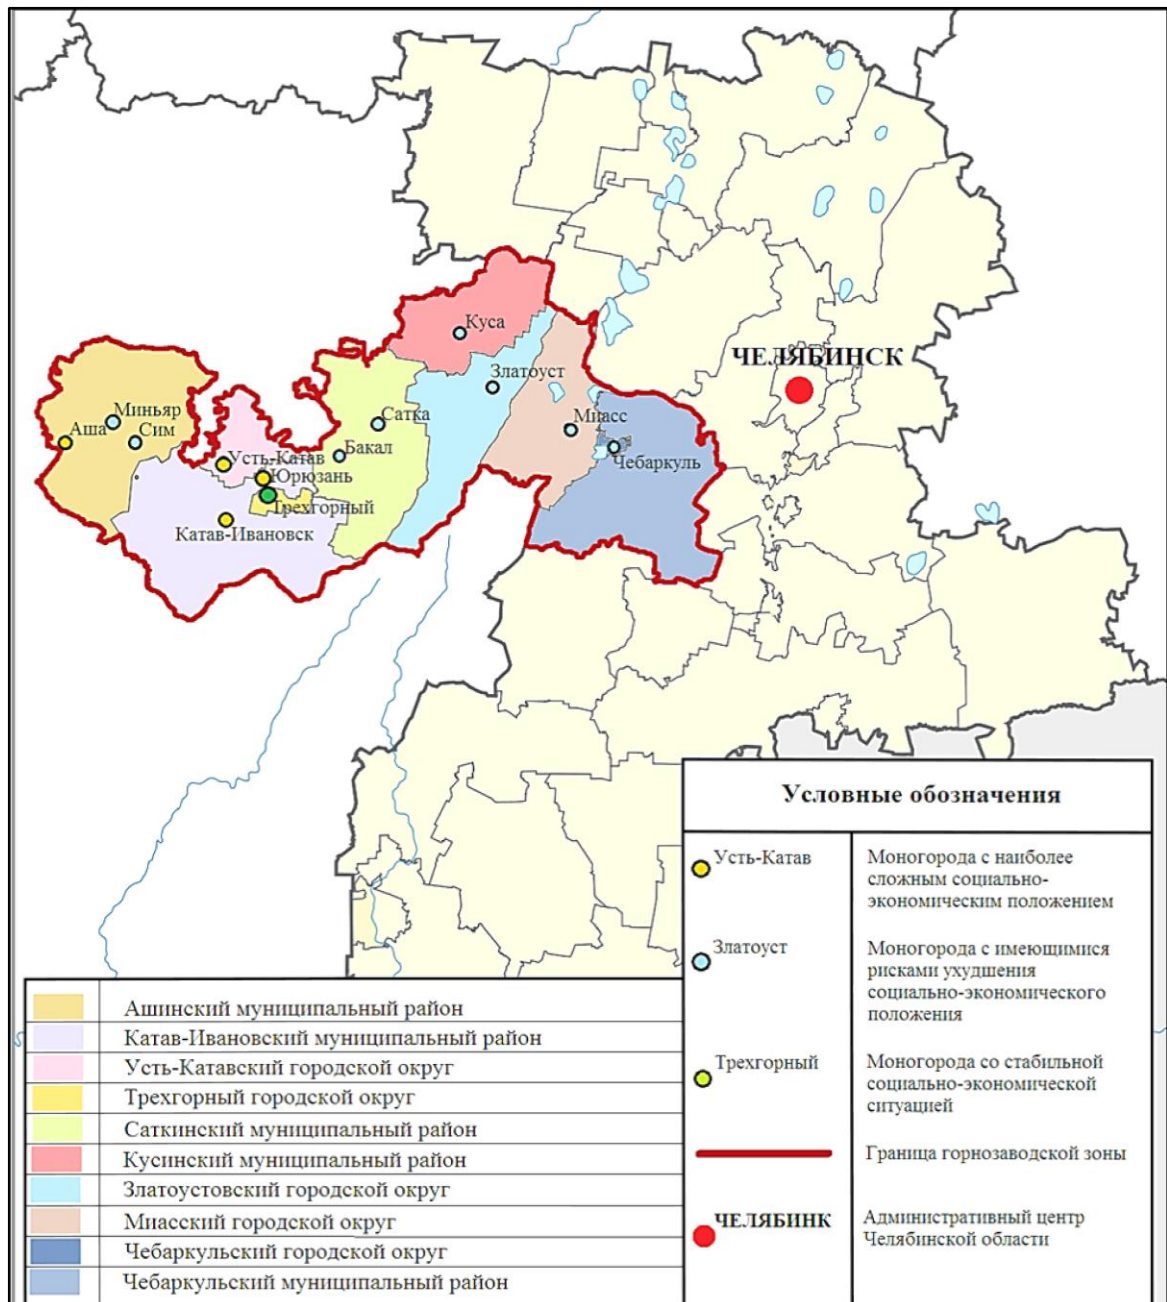 Куса
ЧЕЛЯБИНСК
Златоуст
Миньяр
Сатка
Миасс
Аша
Сим
Бакал
Усть-Катав
Чебаркуль
Юрюзань
Трехгорный
Катав-Ивановск
Условные обозначения
Усть-Катав
Моногорода с наиболее
сложным социально-
экономическим положением
Златоуст
Моногорода с имеющимися
рисками ухудшения
социально-экономического
положения
Трехгорный
Моногорода со стабильной
социально-экономической
ситуацией
Граница горнозаводской зоны
ЧЕЛЯБИНК
Административный центр
Челябинской области
Ашинский муниципальный район
Катав-Ивановский муниципальный район
Усть-Катавский городской округ
Трехгорный городской округ
Саткинский муниципальный район
Кусинский муниципальный район
Златоустовский городской округ
Миасский городской округ
Чебаркульский городской округ
Чебаркульский муниципальный район